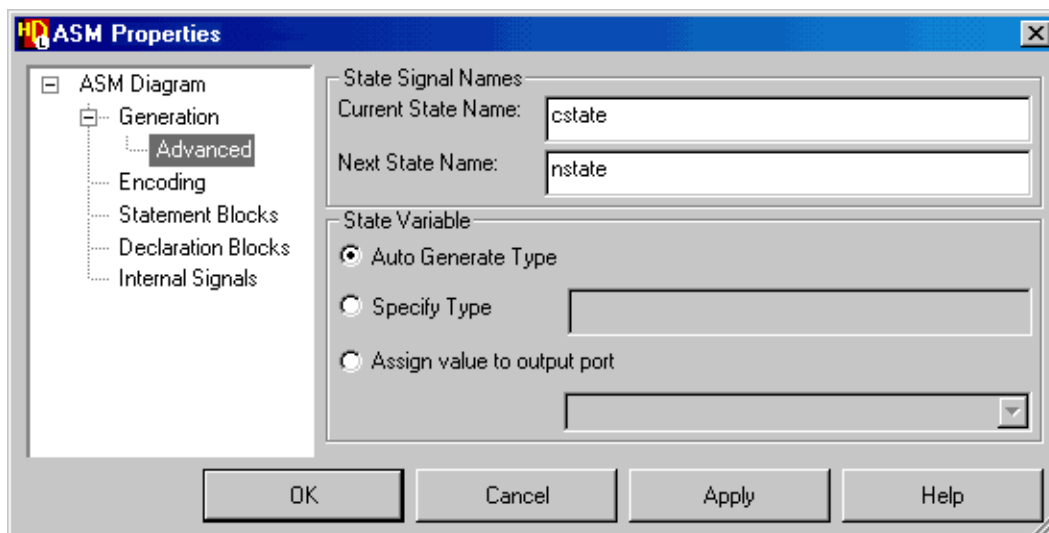 HDL ASM Properties
ASM Diagram
Generation
Advanced
Encoding
Statement Blocks
Declaration Blocks
Internal Signals
State Signal Names
Current State Name:
cstate
Next State Name:
nstate
State Variable
Auto Generate Type
Specify Type
Assign value to output port
OK
Cancel
Apply
Help